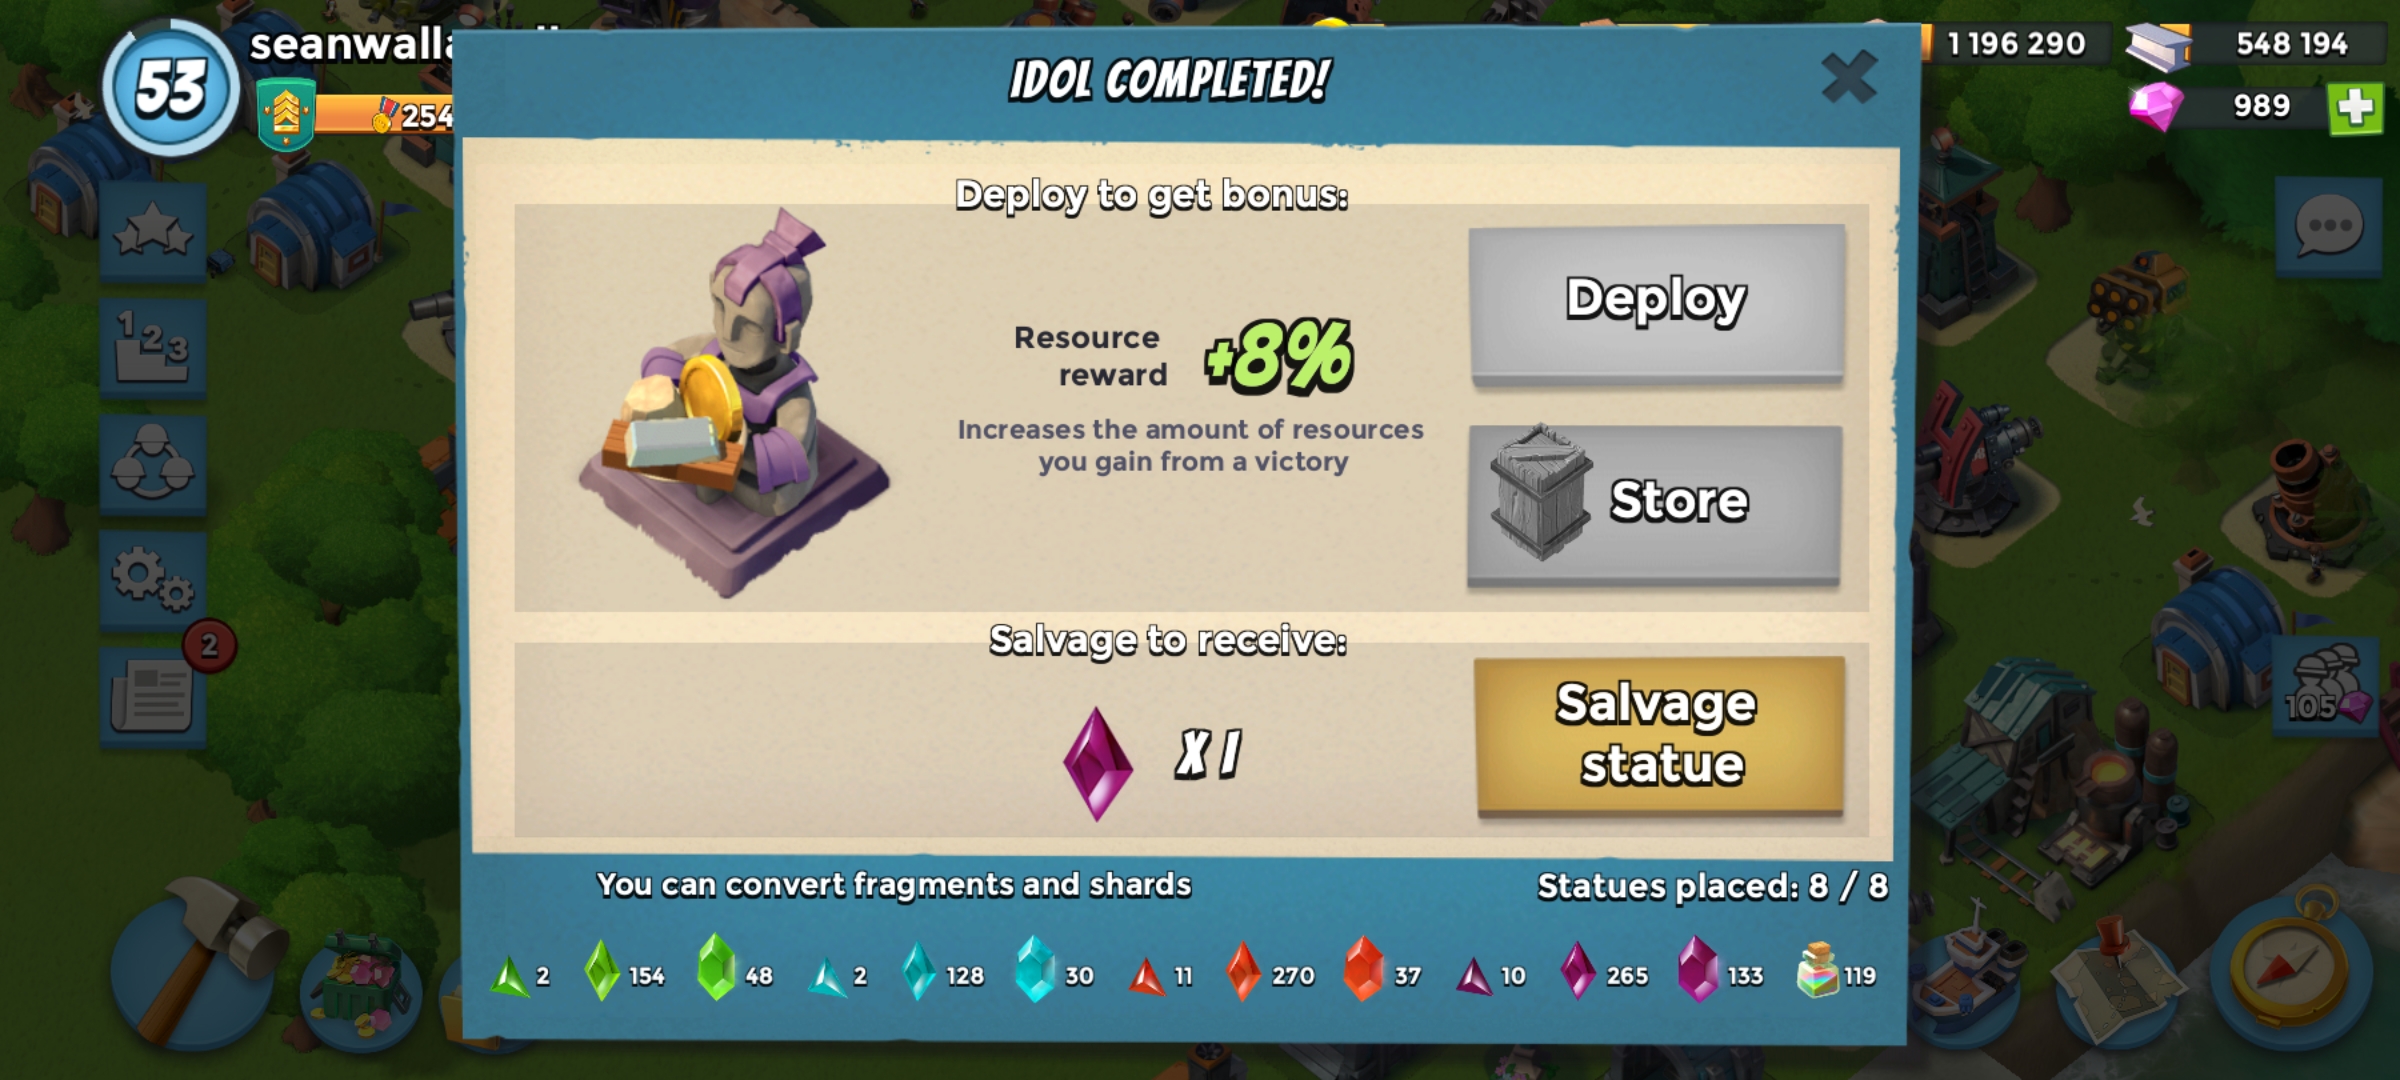 53
254
IDOL COMPLETED!
1 196 290
548 194
989
Deploy to get bonus:
Resource
reward
+8%
Increases the amount of resources
you gain from a victory
Deploy
Store
1 2 3
2
Salvage to receive:
X 1
Salvage
statue
105
You can convert fragments and shards
Statues placed: 8 / 8
2 154 48 2 128 30 11 270 37 10 265 133 119